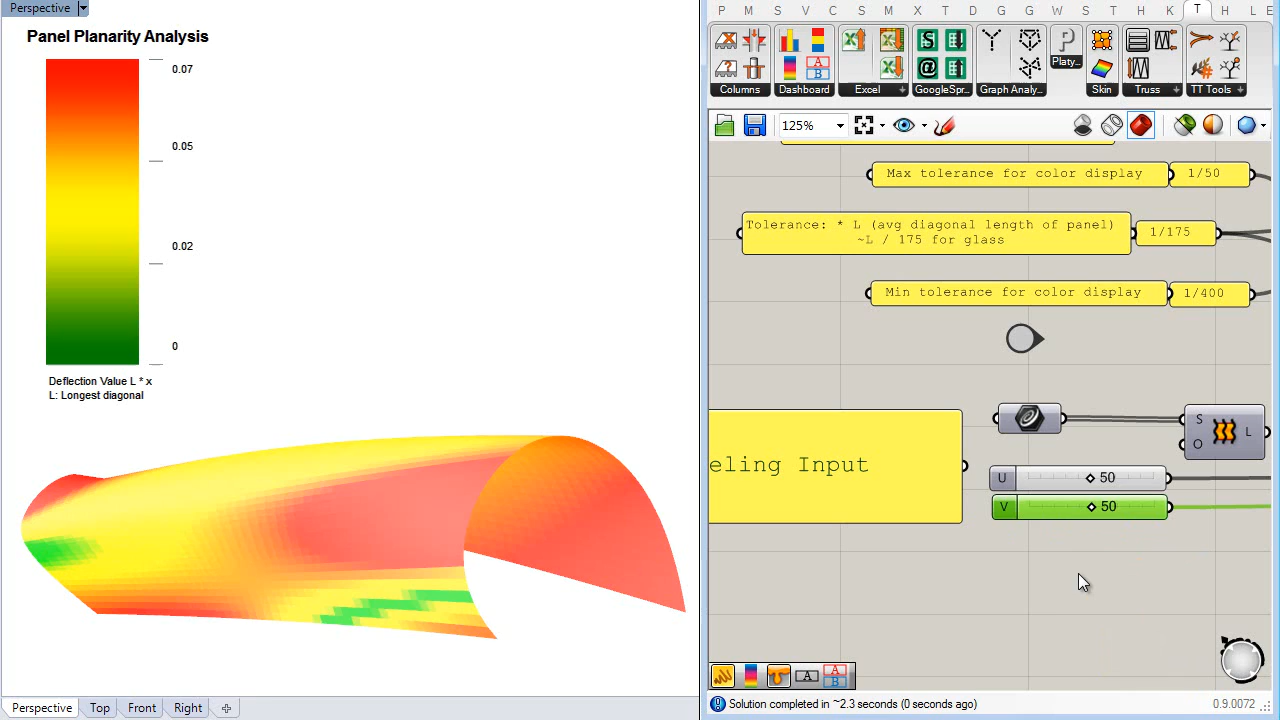 Perspective
Panel Planarity Analysis
0.07
0.05
0.02
0
Deflection Value L * x
L: Longest diagonal
Perspective
Top
Front
Right
P M S V C S S M T D G G W P S T H K T H L E
Columns
Dashboard
Excel
GoogleSpr...
Graph Analy...
Platy...
Skin
Truss
TT Tools
125%
Max tolerance for color display
1/50
Tolerance: * L (avg diagonal length of panel)
~L / 175 for glass
1/175
Min tolerance for color display
1/400
eling Input
S
O
L
U
50
V
50
A
A
B
Solution completed in ~2.3 seconds (0 seconds ago)
0.9.0072